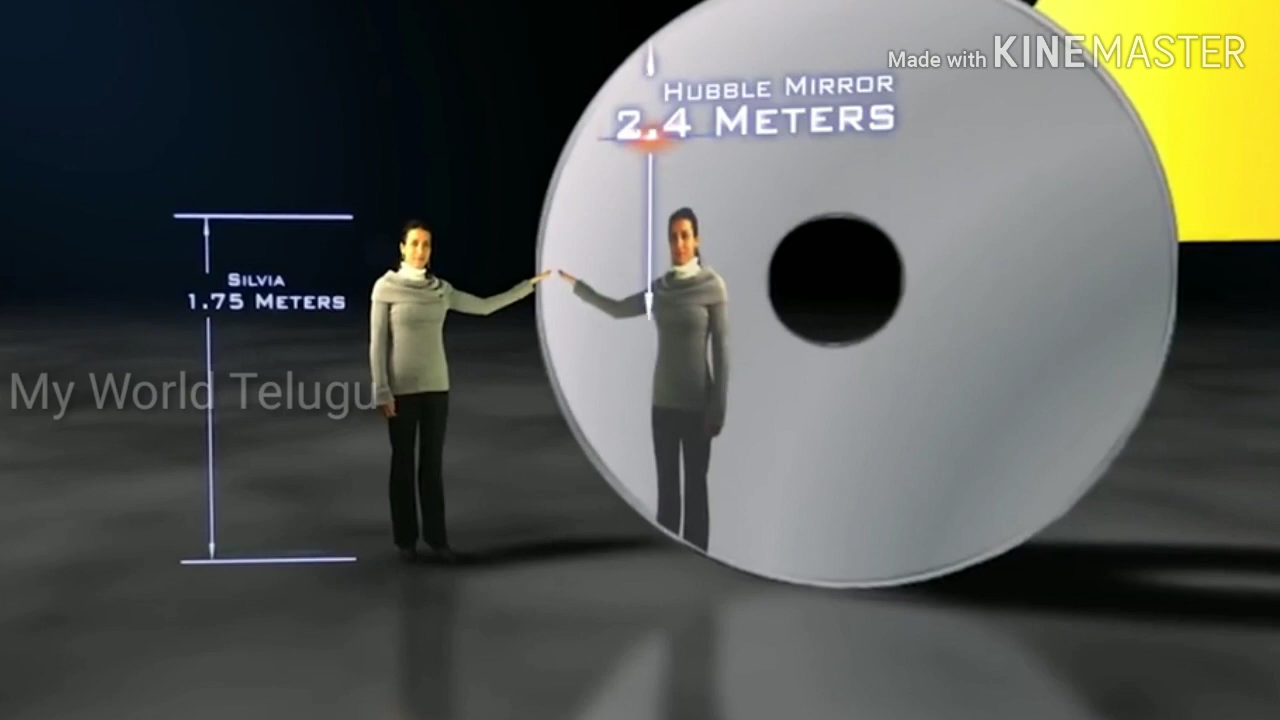 Made with KINEMASTER
HUBBLE MIRROR
2.4 METERS
SILVIA
1.75 METERS
My World Telugu